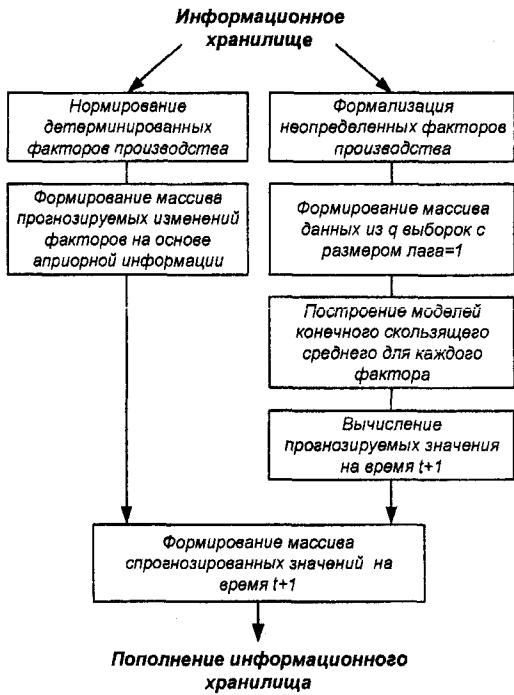 Информационное
хранилище
Нормирование
детерминированных
факторов производства
Формирование массива
прогнозируемых изменений
факторов на основе
априорной информации
Формализация
неопределенных факторов
производства
Формирование массива
данных из q выборок с
размером лага=1
Построение моделей
конечного скользящего
среднего для каждого
фактора
Вычисление
прогнозируемых значения
на время t+1
Формирование массива
спрогнозированных значений на
время t+1
Пополнение информационного
хранилища